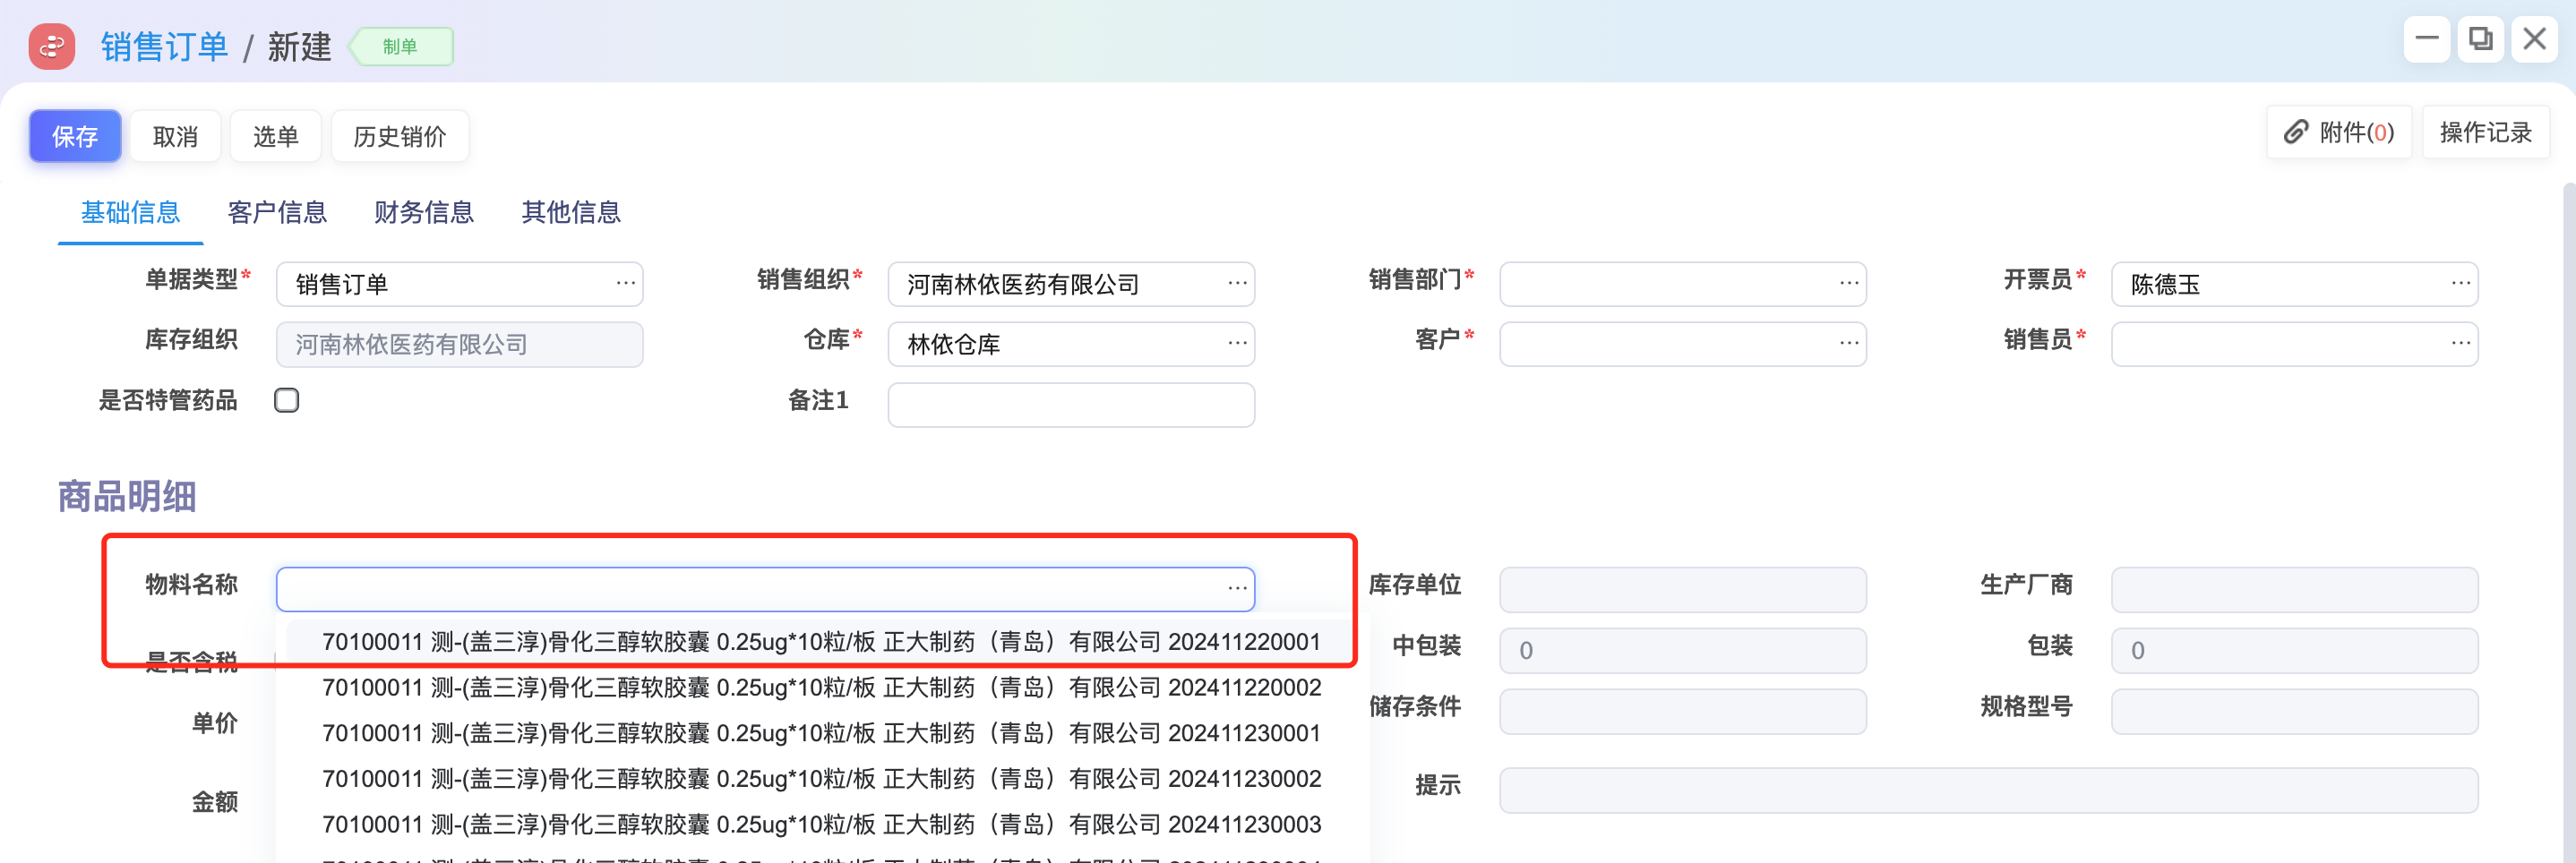 销售订单 / 新建 制单
保存 取消 选单 历史销价 附件(0) 操作记录
基础信息 客户信息 财务信息 其他信息
单据类型* 销售订单 ··· 销售组织* 河南林依医药有限公司 ··· 销售部门* ··· 开票员* 陈德玉 ···
库存组织 河南林依医药有限公司 仓库* 林依仓库 ··· 客户* ··· 销售员* ···
是否特管药品 备注1
商品明细
物料名称 ··· 库存单位 生产厂商
70100011 测-(盖三淳)骨化三醇软胶囊 0.25ug*10粒/板 正大制药（青岛）有限公司 202411220001
是否含税 中包装 0 包装 0
70100011 测-(盖三淳)骨化三醇软胶囊 0.25ug*10粒/板 正大制药（青岛）有限公司 202411220002
单价 储存条件 规格型号
70100011 测-(盖三淳)骨化三醇软胶囊 0.25ug*10粒/板 正大制药（青岛）有限公司 202411230001
70100011 测-(盖三淳)骨化三醇软胶囊 0.25ug*10粒/板 正大制药（青岛）有限公司 202411230002
金额 提示
70100011 测-(盖三淳)骨化三醇软胶囊 0.25ug*10粒/板 正大制药（青岛）有限公司 202411230003